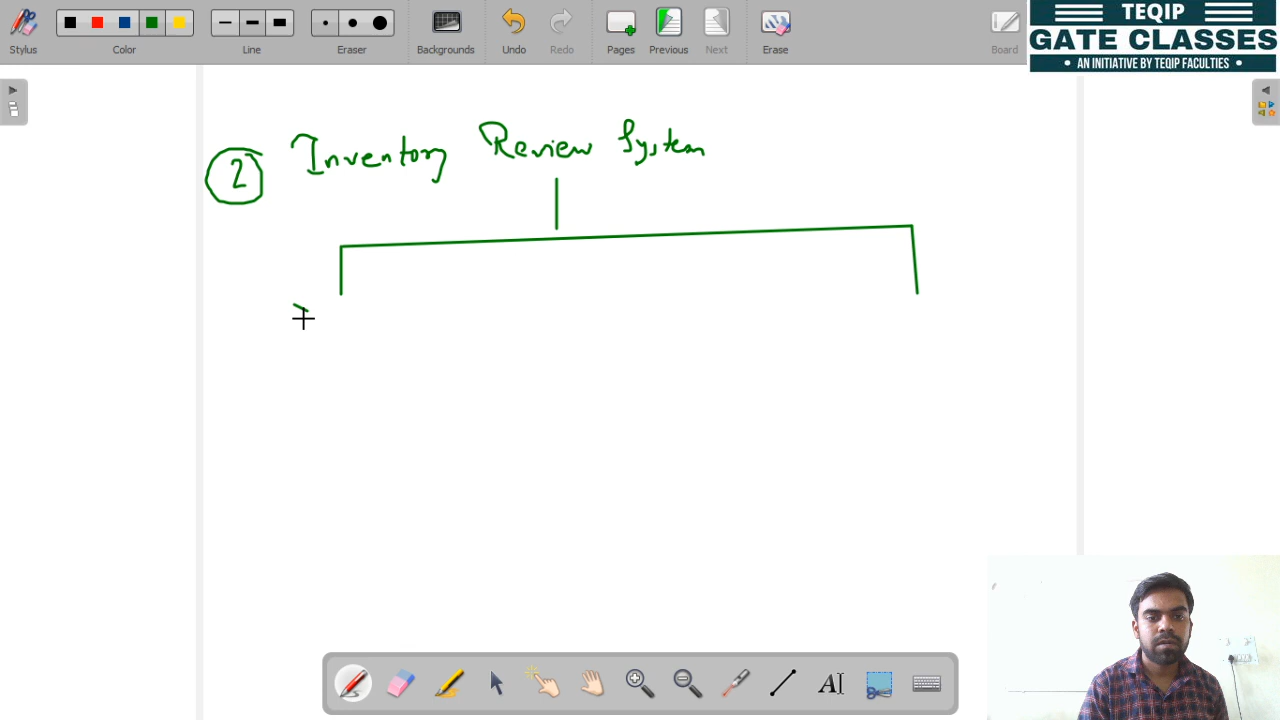 Stylus
Color
Line
Eraser
Backgrounds
Undo
Redo
Pages
Previous
Next
Erase
Board
TEQIP
GATE CLASSES
• AN INITIATIVE BY TEQIP FACULTIES •
② Inventory Review System
AI